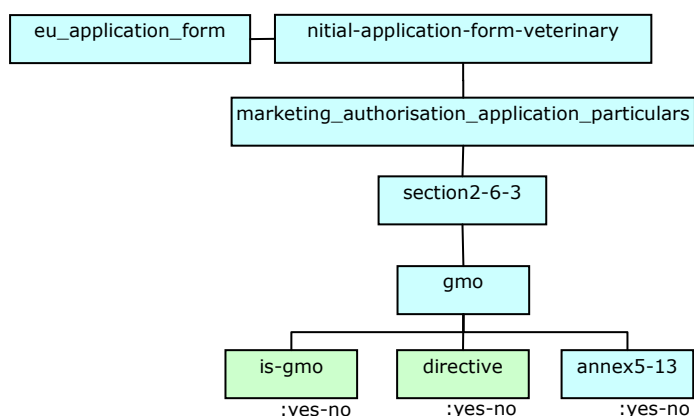 eu_application_form
nitial-application-form-veterinary
marketing_authorisation_application_particulars
section2-6-3
gmo
is-gmo
directive
annex5-13
:yes-no
:yes-no
:yes-no